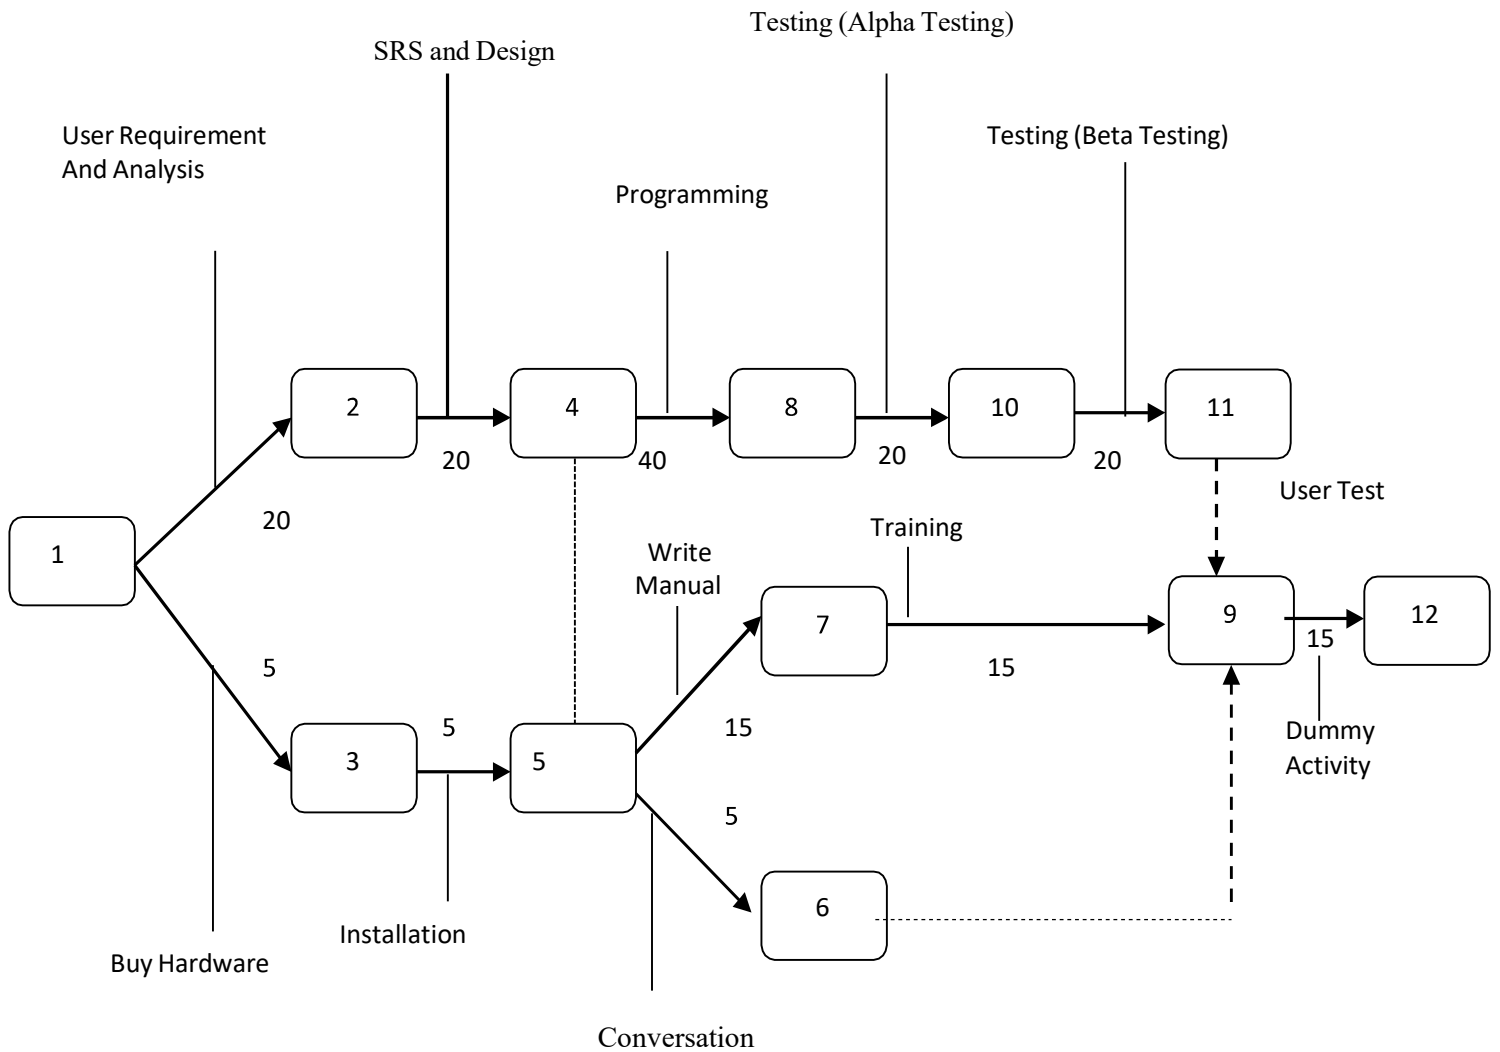 Testing (Alpha Testing)
SRS and Design
User Requirement
And Analysis
Testing (Beta Testing)
Programming
2
4
8
10
11
20
40
20
20
User Test
20
1
Training
Write
Manual
7
9
12
15
15
5
5
15
Dummy
Activity
3
5
5
6
Installation
Buy Hardware
Conversation